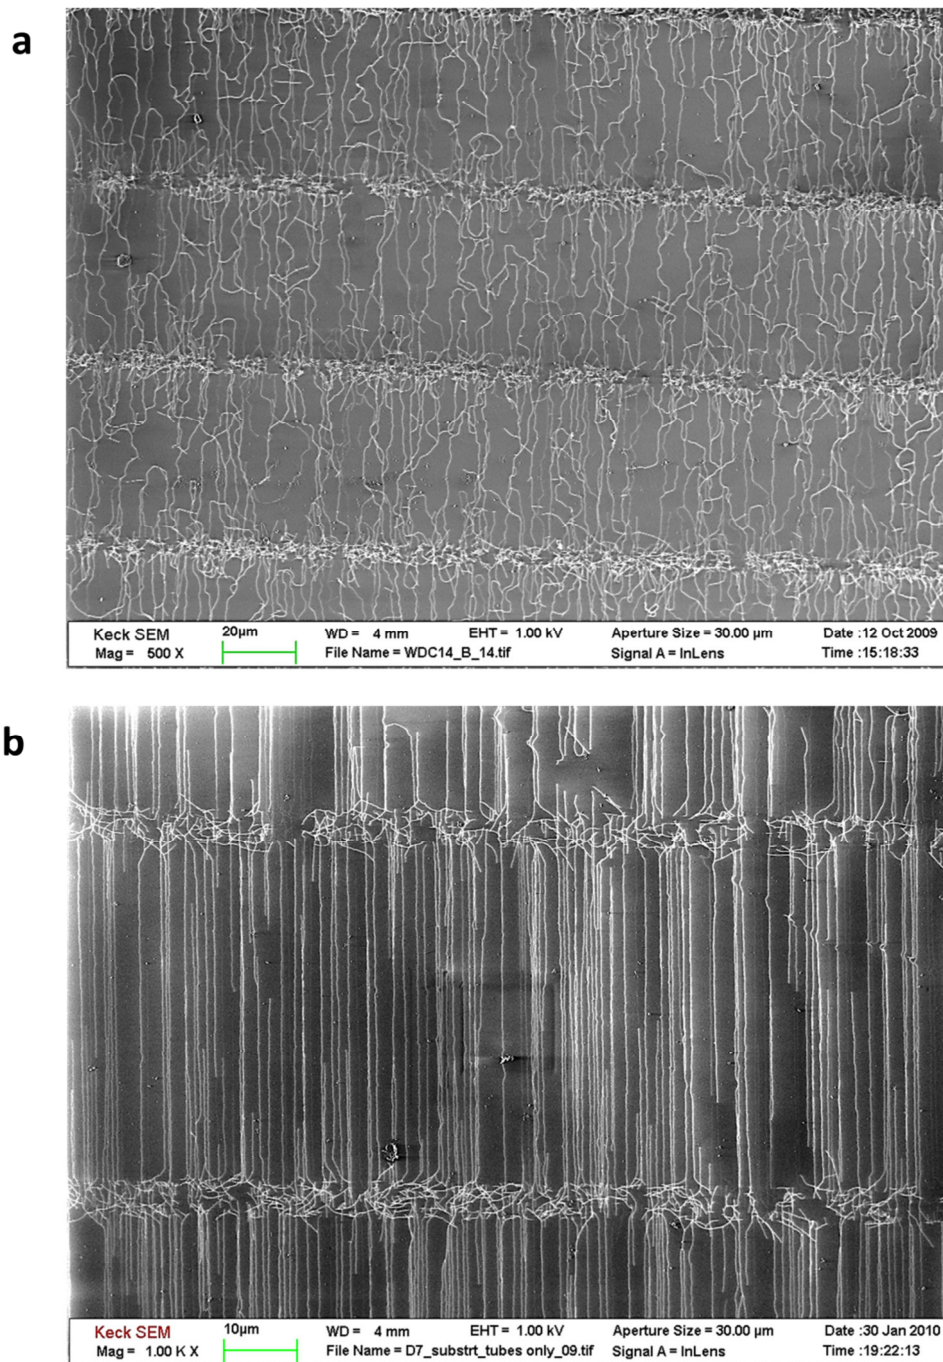 a
Keck SEM 20µm WD = 4 mm EHT = 1.00 kV Aperture Size = 30.00 µm Date :12 Oct 2009
Mag = 500 X File Name = WDC14_B_14.tif Signal A = InLens Time :15:18:33
b
Keck SEM 10µm WD = 4 mm EHT = 1.00 kV Aperture Size = 30.00 µm Date :30 Jan 2010
Mag = 1.00 K X File Name = D7_substrt_tubes only_09.tif Signal A = InLens Time :19:22:13